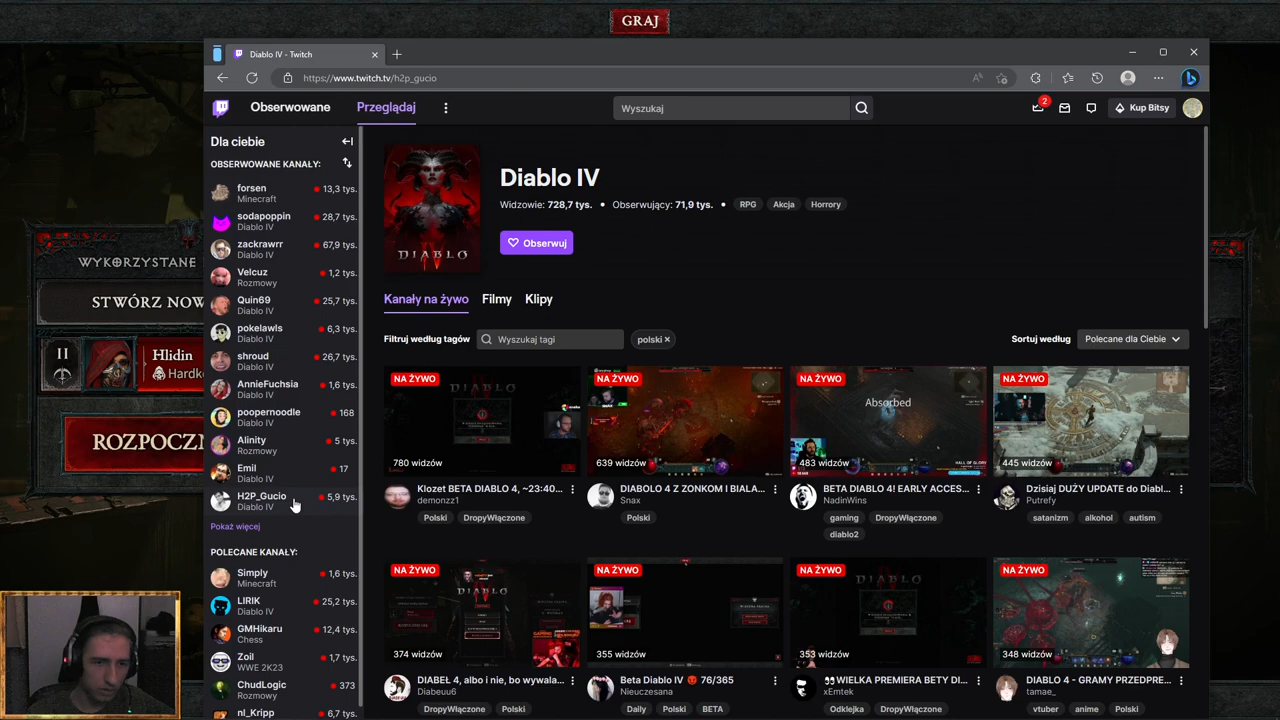 GRAJ
Diablo IV - Twitch
https://www.twitch.tv/h2p_gucio
Obserwowane
Przeglądaj
Wyszukaj
2
Kup Bitsy
Dla ciebie
OBSERWOWANE KANAŁY:
forsen 13,3 tys.
Minecraft
sodapoppin 28,7 tys.
Diablo IV
zackrawrr 67,9 tys.
Diablo IV
Velcuz 1,2 tys.
Rozmowy
Quin69 25,7 tys.
Diablo IV
pokelawls 6,3 tys.
Diablo IV
shroud 26,7 tys.
Diablo IV
AnnieFuchsia 1,6 tys.
Diablo IV
poopernoodle 168
Diablo IV
Alinity 5 tys.
Rozmowy
Emil 17
Diablo IV
H2P_Gucio 5,9 tys.
Diablo IV
Pokaż więcej
POLECANE KANAŁY:
Simply 1,6 tys.
Minecraft
LIRIK 25,2 tys.
Diablo IV
GMHikaru 12,4 tys.
Chess
Zoil 1,7 tys.
WWE 2K23
ChudLogic 373
Rozmowy
nl_Kripp 6,7 tys.
WYKORZYSTANE
STWÓRZ NOW
II
Hlidin
Hardk
ROZPOCZN
DIABLO
Diablo IV
Widzowie: 728,7 tys. • Obserwujący: 71,9 tys. • RPG Akcja Horrory
Obserwuj
Kanały na żywo Filmy Klipy
Filtruj według tagów Wyszukaj tagi polski ×
Sortuj według Polecane dla Ciebie
NA ŻYWO
DIABLO
780 widzów
Klozet BETA DIABLO 4, ~23:40...
demonzz1
Polski DropyWłączone
NA ŻYWO
639 widzów
DIABOLO 4 Z ZONKOM I BIALA...
Snax
Polski
NA ŻYWO
Absorbed
HALL OF GLORY
483 widzów
BETA DIABLO 4! EARLY ACCES...
NadinWins
gaming DropyWłączone
diablo2
NA ŻYWO
445 widzów
Dzisiaj DUŻY UPDATE do Diabl...
Putrefy
satanizm alkohol autism
NA ŻYWO
DIABLO
374 widzów
DIABEŁ 4, albo i nie, bo wywala...
Diabeuu6
DropyWłączone Polski
NA ŻYWO
355 widzów
Beta Diablo IV 😡 76/365
Nieuczesana
Daily Polski BETA
NA ŻYWO
DIABLO
353 widzów
👀WIELKA PREMIERA BETY DI...
xEmtek
Odklejka DropyWłączone
NA ŻYWO
348 widzów
DIABLO 4 - GRAMY PRZEDPRE...
tamae_
vtuber anime Polski